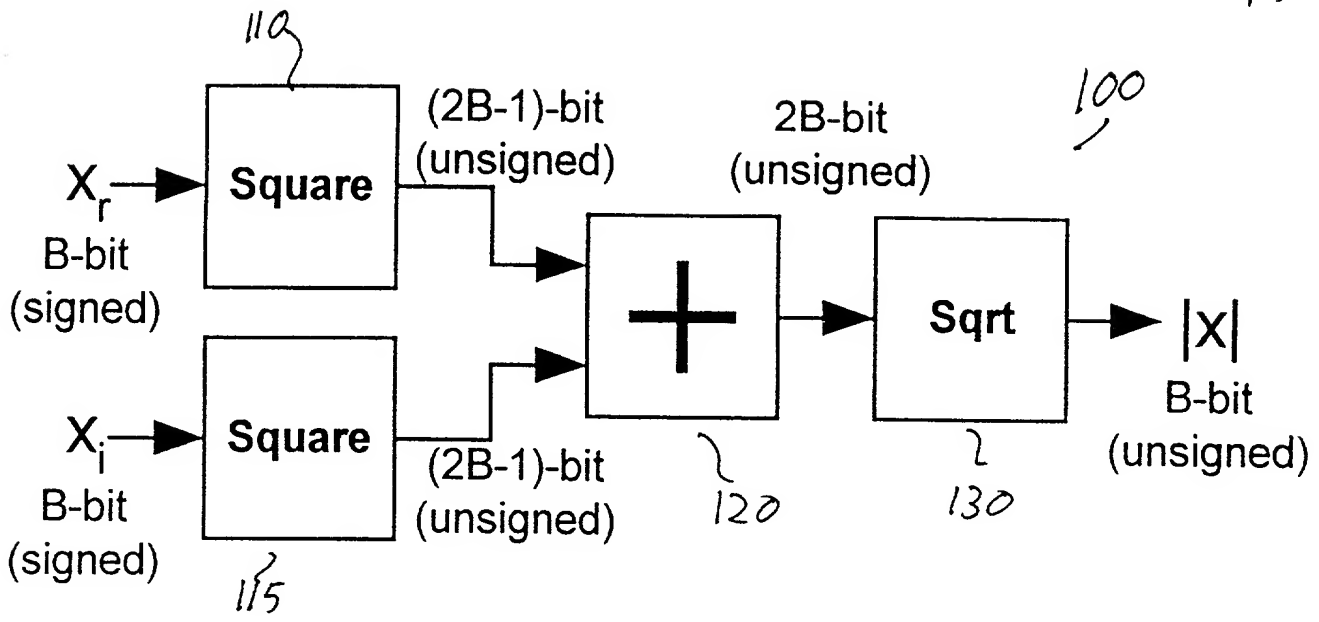 110
100
(2B-1)-bit
(unsigned)
2B-bit
(unsigned)
Xr
B-bit
(signed)
Square
Sqrt
|X|
B-bit
(unsigned)
Xi
B-bit
(signed)
Square
(2B-1)-bit
(unsigned)
120
130
115